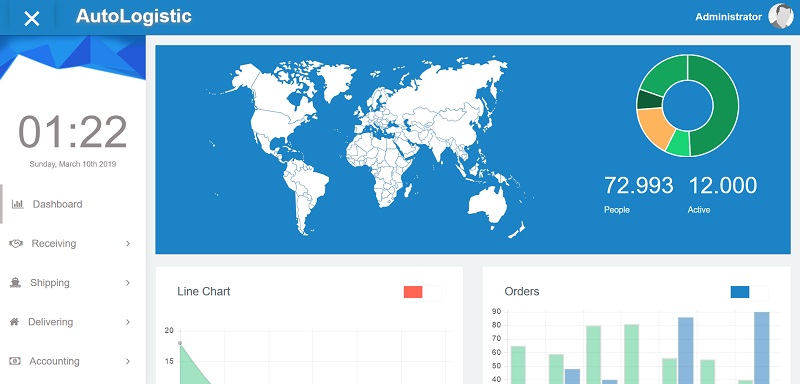 AutoLogistic
Administrator
01:22
Sunday, March 10th 2019
Dashboard
Receiving
Shipping
Delivering
Accounting
72.993 12.000
People Active
Line Chart
20
15
Orders
90
80
70
60
50
40